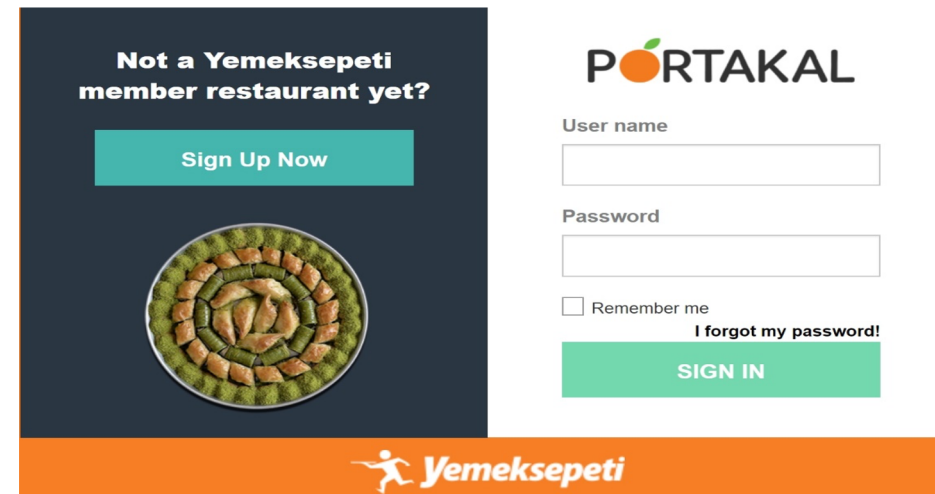 Not a Yemeksepeti
member restaurant yet?
Sign Up Now
PORTAKAL
User name
Password
Remember me
I forgot my password!
SIGN IN
Yemeksepeti